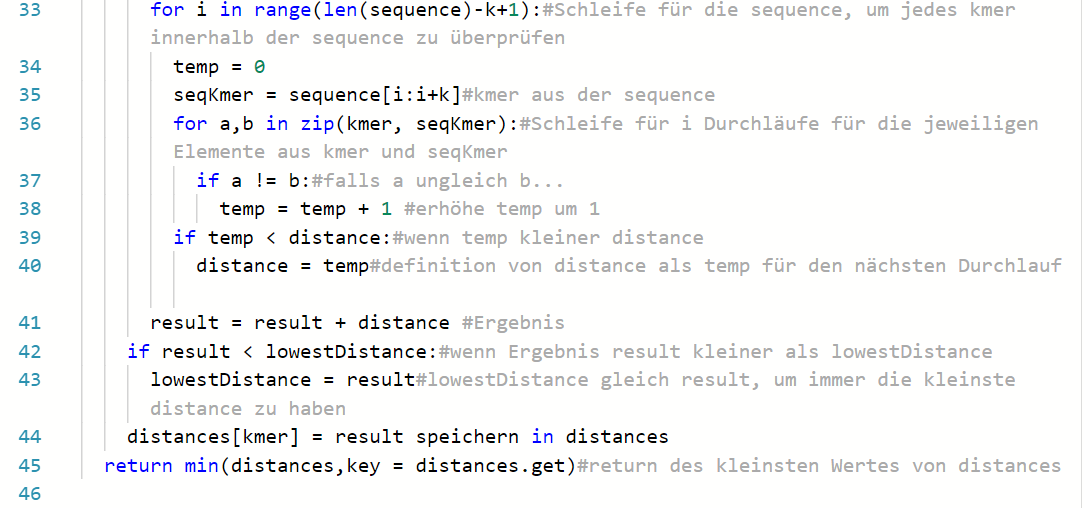 33 for i in range(len(sequence)-k+1):#Schleife für die sequence, um jedes kmer
innerhalb der sequence zu überprüfen
34 temp = 0
35 seqKmer = sequence[i:i+k]#kmer aus der sequence
36 for a,b in zip(kmer, seqKmer):#Schleife für i Durchläufe für die jeweiligen
Elemente aus kmer und seqKmer
37 if a != b:#falls a ungleich b...
38 temp = temp + 1 #erhöhe temp um 1
39 if temp < distance:#wenn temp kleiner distance
40 distance = temp#definition von distance als temp für den nächsten Durchlauf
41 result = result + distance #Ergebnis
42 if result < lowestDistance:#wenn Ergebnis result kleiner als lowestDistance
43 lowestDistance = result#lowestDistance gleich result, um immer die kleinste
distance zu haben
44 distances[kmer] = result speichern in distances
45 return min(distances,key = distances.get)#return des kleinsten Wertes von distances
46